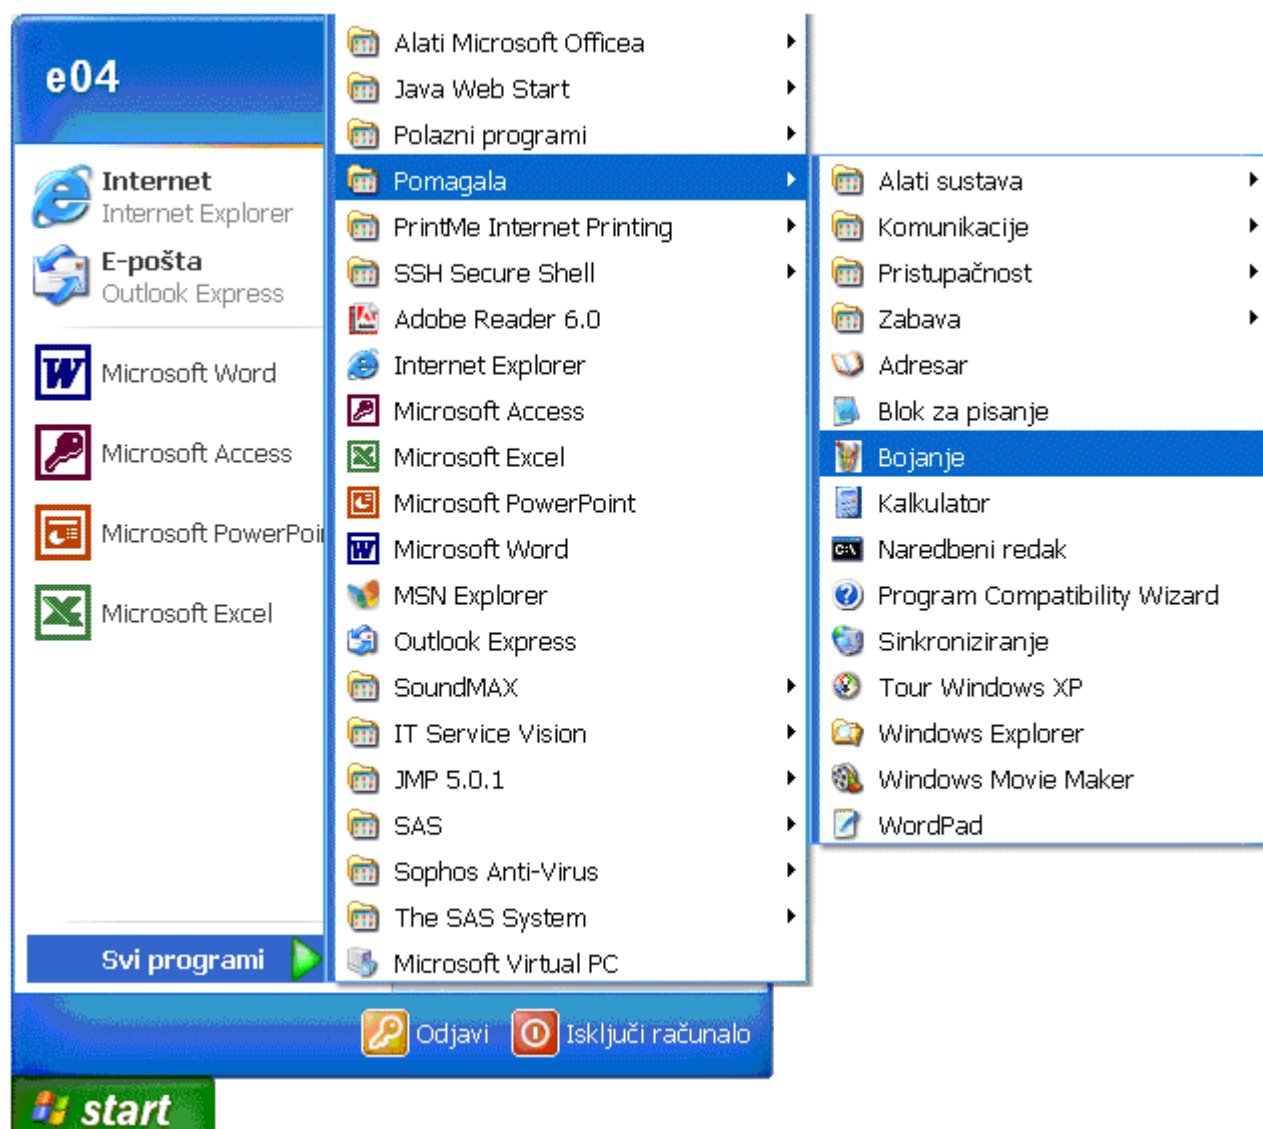 e04
Internet
Internet Explorer
E-pošta
Outlook Express
Microsoft Word
Microsoft Access
Microsoft PowerPoi
Microsoft Excel
Svi programi
Alati Microsoft Officea
Java Web Start
Polazni programi
Pomagala
PrintMe Internet Printing
SSH Secure Shell
Adobe Reader 6.0
Internet Explorer
Microsoft Access
Microsoft Excel
Microsoft PowerPoint
Microsoft Word
MSN Explorer
Outlook Express
SoundMAX
IT Service Vision
JMP 5.0.1
SAS
Sophos Anti-Virus
The SAS System
Microsoft Virtual PC
Alati sustava
Komunikacije
Pristupačnost
Zabava
Adresar
Blok za pisanje
Bojanje
Kalkulator
Naredbeni redak
Program Compatibility Wizard
Sinkroniziranje
Tour Windows XP
Windows Explorer
Windows Movie Maker
WordPad
Odjavi
Isključi računalo
start